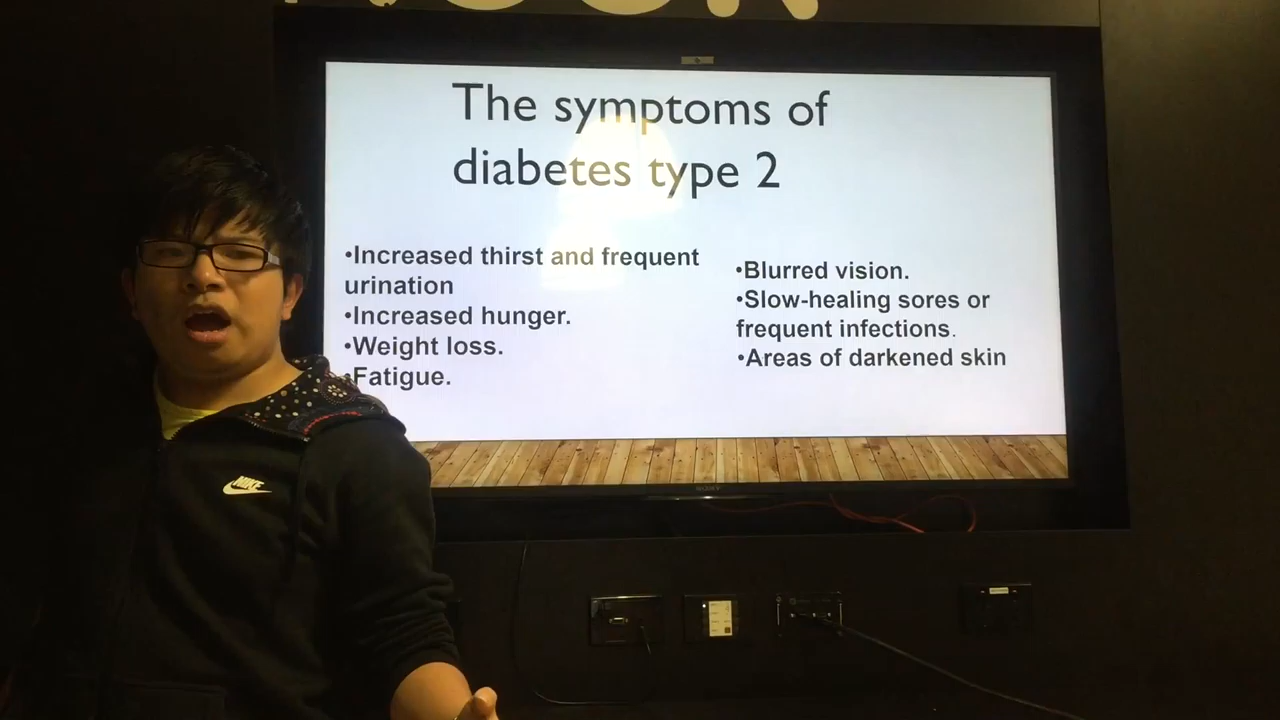 The symptoms of
diabetes type 2
•Increased thirst and frequent
urination
•Increased hunger.
•Weight loss.
•Fatigue.
•Blurred vision.
•Slow-healing sores or
frequent infections.
•Areas of darkened skin
SONY
NIKE